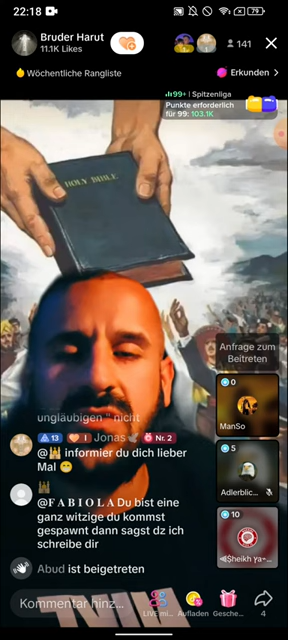 22:18
79
Bruder Harut
11.1K Likes
141
Wöchentliche Rangliste
Erkunden >
99+ | Spitzenliga
Punkte erforderlich
für 99: 103.1K
HOLY BIBLE
Anfrage zum
Beitreten
0
ManSo
5
Adlerblic...
10
ungläubigen " nicht
13 I Jonas Nr. 2
@ informier du dich lieber
Mal
@FABIOLA Du bist eine
ganz witzige du kommst
gespawnt dann sagst dz ich
schreibe dir
Abud ist beigetreten
Kommentar hinz...
LIVE mi...
Aufladen
Gesche...
4